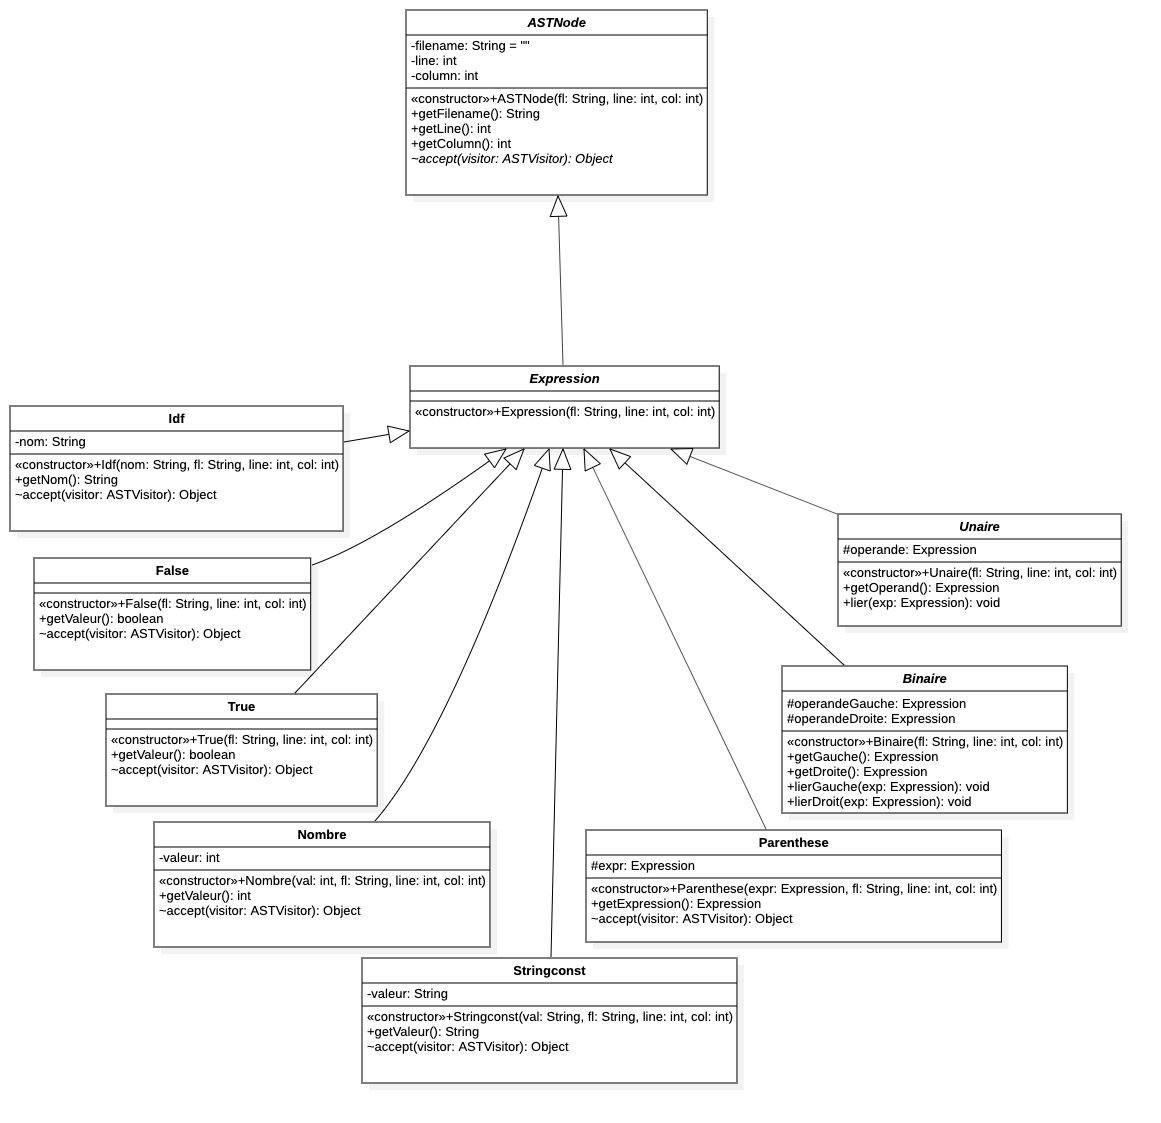 ASTNode
-filename: String = ""
-line: int
-column: int
«constructor»+ASTNode(fl: String, line: int, col: int)
+getFilename(): String
+getLine(): int
+getColumn(): int
~accept(visitor: ASTVisitor): Object
Expression
«constructor»+Expression(fl: String, line: int, col: int)
Idf
-nom: String
«constructor»+Idf(nom: String, fl: String, line: int, col: int)
+getNom(): String
~accept(visitor: ASTVisitor): Object
Unaire
#operande: Expression
«constructor»+Unaire(fl: String, line: int, col: int)
+getOperand(): Expression
+lier(exp: Expression): void
False
«constructor»+False(fl: String, line: int, col: int)
+getValeur(): boolean
~accept(visitor: ASTVisitor): Object
Binaire
#operandeGauche: Expression
#operandeDroite: Expression
«constructor»+Binaire(fl: String, line: int, col: int)
+getGauche(): Expression
+getDroite(): Expression
+lierGauche(exp: Expression): void
+lierDroit(exp: Expression): void
True
«constructor»+True(fl: String, line: int, col: int)
+getValeur(): boolean
~accept(visitor: ASTVisitor): Object
Nombre
-valeur: int
«constructor»+Nombre(val: int, fl: String, line: int, col: int)
+getValeur(): int
~accept(visitor: ASTVisitor): Object
Parenthese
#expr: Expression
«constructor»+Parenthese(expr: Expression, fl: String, line: int, col: int)
+getExpression(): Expression
~accept(visitor: ASTVisitor): Object
Stringconst
-valeur: String
«constructor»+Stringconst(val: String, fl: String, line: int, col: int)
+getValeur(): String
~accept(visitor: ASTVisitor): Object